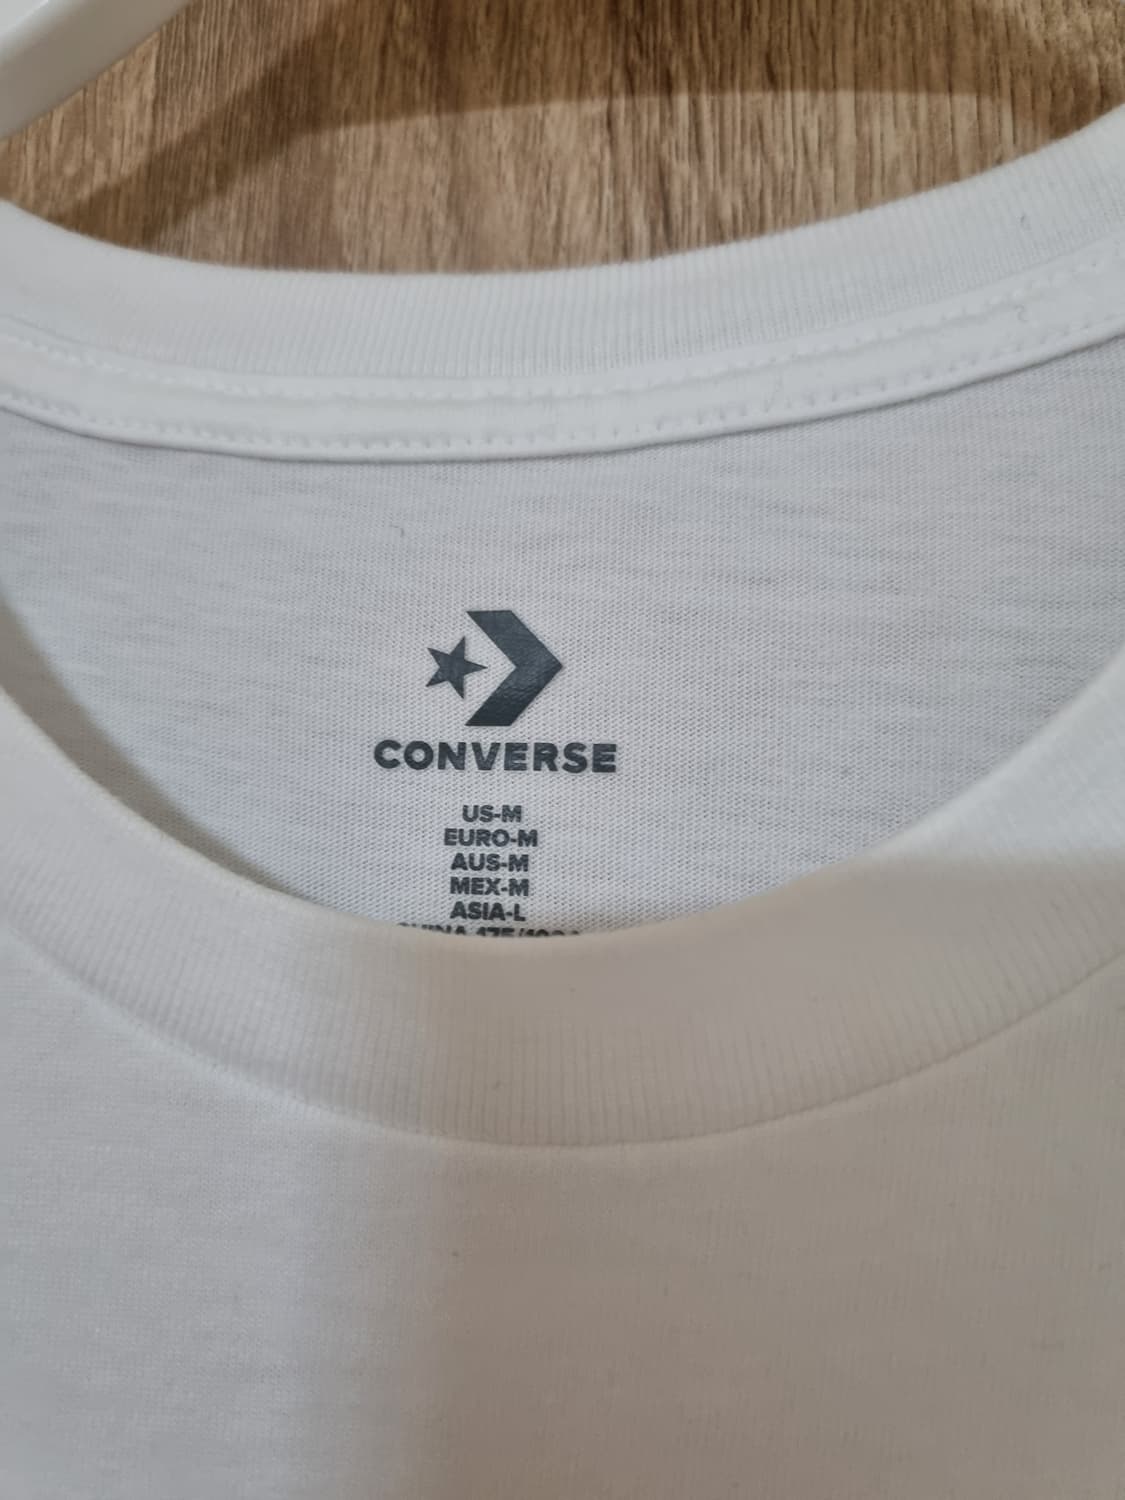 CONVERSE
US-M
EURO-M
AUS-M
MEX-M
ASIA-L